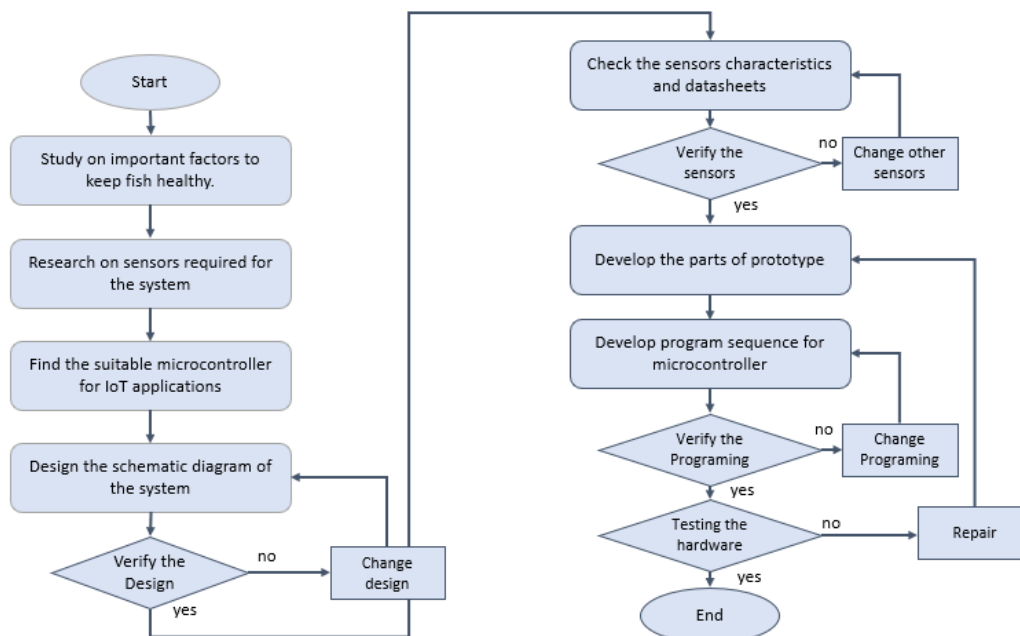 Start
Study on important factors to
keep fish healthy.
Research on sensors required for
the system
Find the suitable microcontroller
for IoT applications
Design the schematic diagram of
the system
Verify the
Design
no
Change
design
yes
Check the sensors characteristics
and datasheets
Verify the
sensors
no
Change other
sensors
yes
Develop the parts of prototype
Develop program sequence for
microcontroller
Verify the
Programing
no
Change
Programing
yes
Testing the
hardware
no
Repair
yes
End